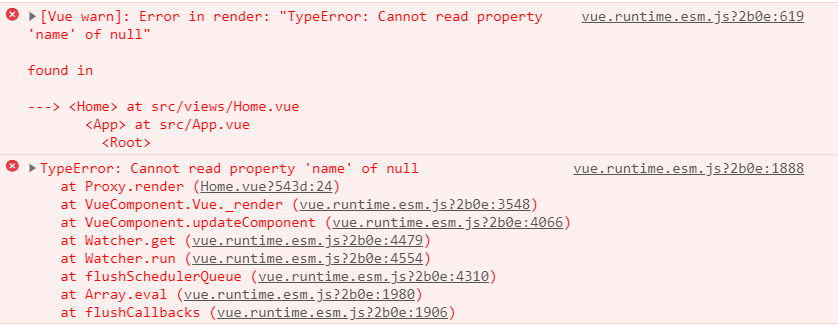 [Vue warn]: Error in render: "TypeError: Cannot read property vue.runtime.esm.js?2b0e:619
'name' of null"
found in
---> <Home> at src/views/Home.vue
<App> at src/App.vue
<Root>
TypeError: Cannot read property 'name' of null vue.runtime.esm.js?2b0e:1888
at Proxy.render (Home.vue?543d:24)
at VueComponent.Vue._render (vue.runtime.esm.js?2b0e:3548)
at VueComponent.updateComponent (vue.runtime.esm.js?2b0e:4066)
at Watcher.get (vue.runtime.esm.js?2b0e:4479)
at Watcher.run (vue.runtime.esm.js?2b0e:4554)
at flushSchedulerQueue (vue.runtime.esm.js?2b0e:4310)
at Array.eval (vue.runtime.esm.js?2b0e:1980)
at flushCallbacks (vue.runtime.esm.js?2b0e:1906)